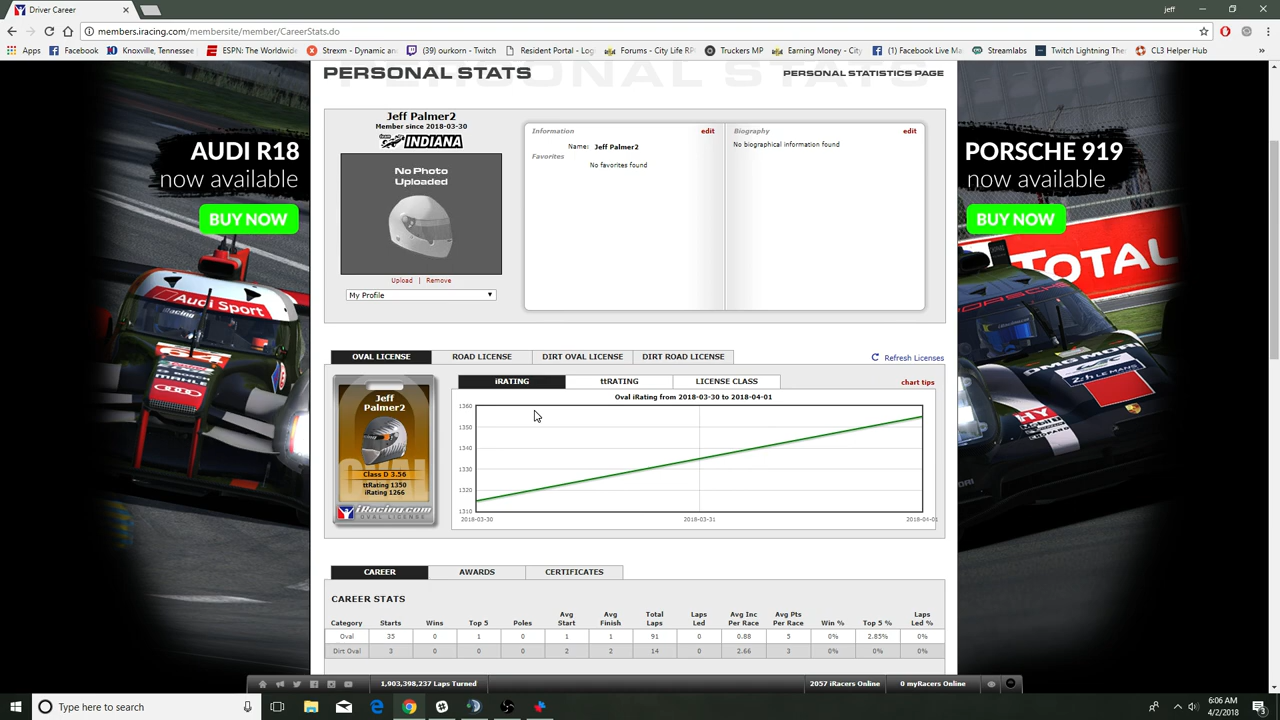 Driver Career
jeff
members.iracing.com/membersite/member/CareerStats.do
Apps
Facebook
Knoxville, Tennessee
ESPN: The Worldwide
Strexm - Dynamic an
(39) ourkorn - Twitch
Resident Portal - Log
Forums - City Life RP
Truckers MP
Earning Money - City
(1) Facebook Live Ma
Streamlabs
Twitch Lightning The
CL3 Helper Hub
PERSONAL STATS
PERSONAL STATISTICS PAGE
AUDI R18
now available
BUY NOW
PORSCHE 919
now available
BUY NOW
Jeff Palmer2
Member since 2018-03-30
INDIANA
No Photo
Uploaded
Upload | Remove
My Profile
Information
edit
Name: Jeff Palmer2
Favorites
No favorites found
Biography
edit
No biographical information found
OVAL LICENSE
ROAD LICENSE
DIRT OVAL LICENSE
DIRT ROAD LICENSE
Refresh Licenses
Jeff
Palmer2
Class D 3.56
ttRating 1350
iRating 1266
iRacing.com
OVAL LICENSE
iRATING
ttRATING
LICENSE CLASS
chart tips
Oval iRating from 2018-03-30 to 2018-04-01
1360
1350
1340
1330
1320
1310
2018-03-30
2018-03-31
2018-04-01
Audi Sport
TOTAL
CAREER
AWARDS
CERTIFICATES
CAREER STATS
Category Starts Wins Top 5 Poles Avg Start Avg Finish Total Laps Laps Led Avg Inc Per Race Avg Pts Per Race Win % Top 5 % Laps Led %
Oval 35 0 1 0 1 1 91 0 0.88 5 0% 2.85% 0%
Dirt Oval 3 0 0 0 2 2 14 0 2.66 3 0% 0% 0%
1,903,398,237 Laps Turned
2057 iRacers Online
0 myRacers Online
Type here to search
6:06 AM
4/2/2018